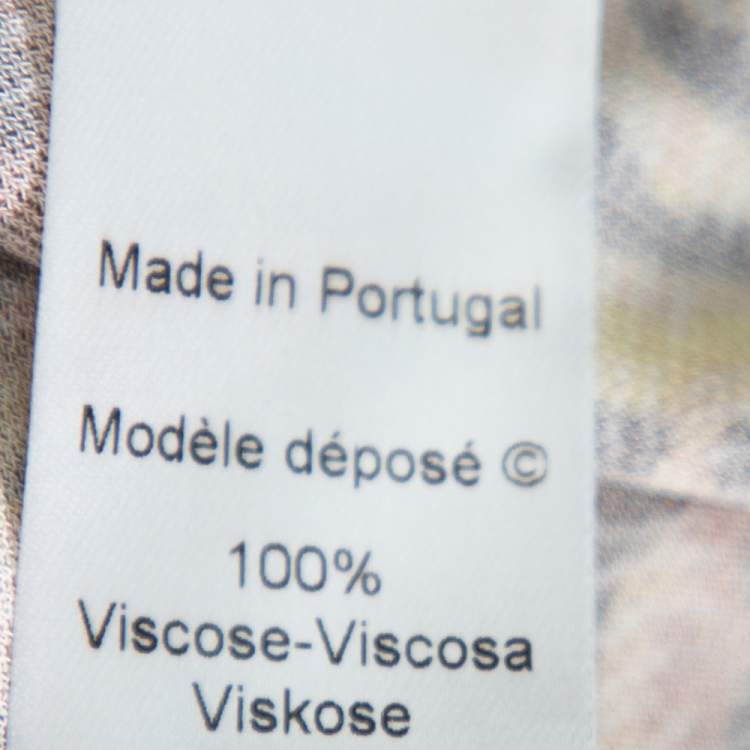 Made in Portugal
Modèle déposé ©
100%
Viscose-Viscosa
Viskose